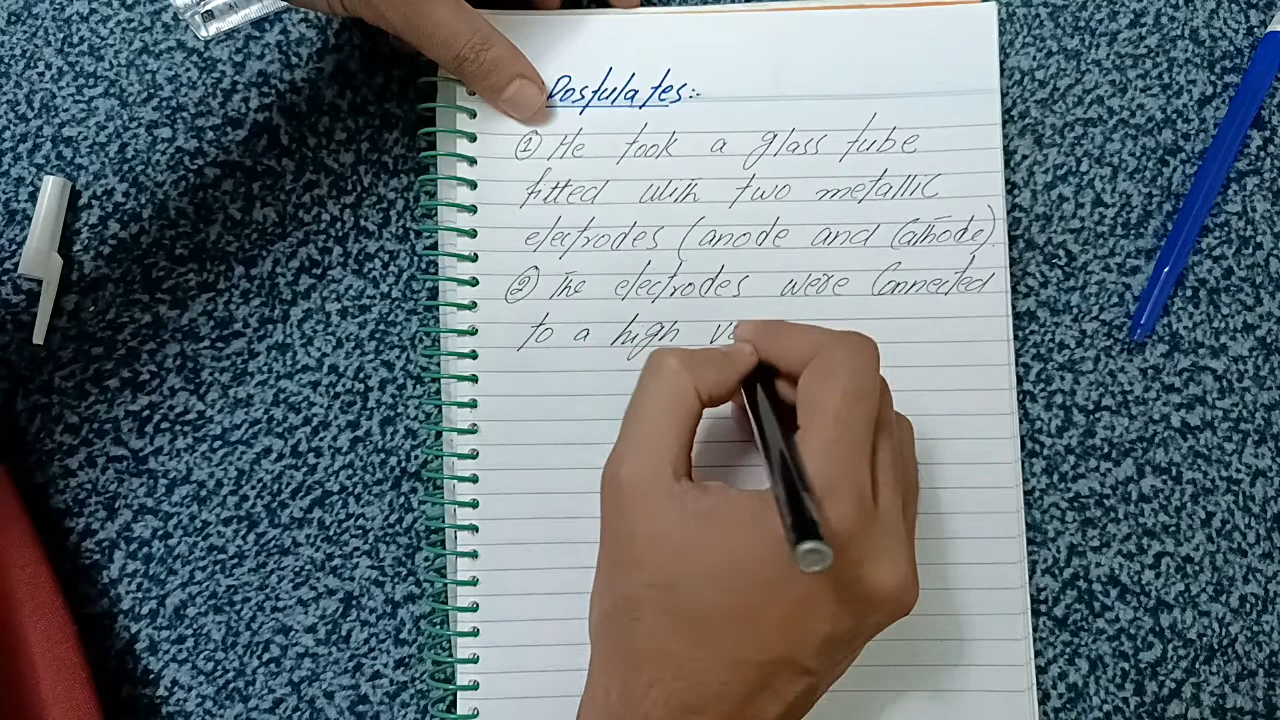 Postulates:-
① He took a glass tube
fitted with two metallic
electrodes (anode and Cathode)
② The electrodes were Connected
to a high